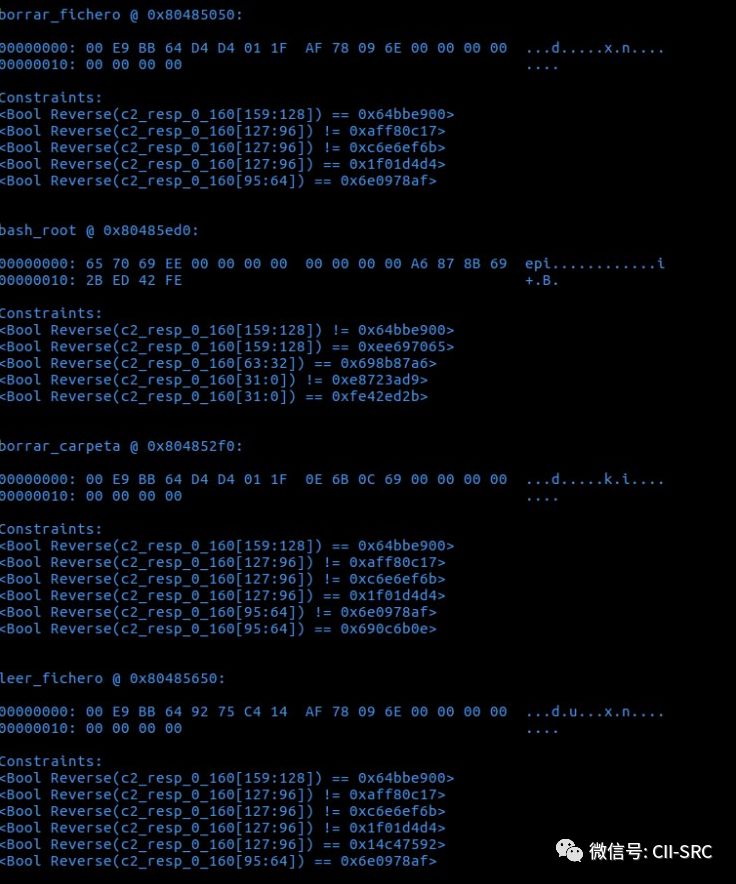 borrar_fichero @ 0x80485050:
00000000: 00 E9 BB 64 D4 D4 01 1F  AF 78 09 6E 00 00 00 00  ...d.....x.n....
00000010: 00 00 00 00                                       ....
Constraints:
<Bool Reverse(c2_resp_0_160[159:128]) == 0x64bbe900>
<Bool Reverse(c2_resp_0_160[127:96]) != 0xaff80c17>
<Bool Reverse(c2_resp_0_160[127:96]) != 0xc6e6ef6b>
<Bool Reverse(c2_resp_0_160[127:96]) == 0x1f01d4d4>
<Bool Reverse(c2_resp_0_160[95:64]) == 0x6e0978af>
bash_root @ 0x80485ed0:
00000000: 65 70 69 EE 00 00 00 00  00 00 00 00 A6 87 8B 69  epi............i
00000010: 2B ED 42 FE                                       +.B.
Constraints:
<Bool Reverse(c2_resp_0_160[159:128]) != 0x64bbe900>
<Bool Reverse(c2_resp_0_160[159:128]) == 0xee697065>
<Bool Reverse(c2_resp_0_160[63:32]) == 0x698b87a6>
<Bool Reverse(c2_resp_0_160[31:0]) != 0xe8723ad9>
<Bool Reverse(c2_resp_0_160[31:0]) == 0xfe42ed2b>
borrar_carpeta @ 0x804852f0:
00000000: 00 E9 BB 64 D4 D4 01 1F  0E 6B 0C 69 00 00 00 00  ...d.....k.i....
00000010: 00 00 00 00                                       ....
Constraints:
<Bool Reverse(c2_resp_0_160[159:128]) == 0x64bbe900>
<Bool Reverse(c2_resp_0_160[127:96]) != 0xaff80c17>
<Bool Reverse(c2_resp_0_160[127:96]) != 0xc6e6ef6b>
<Bool Reverse(c2_resp_0_160[127:96]) == 0x1f01d4d4>
<Bool Reverse(c2_resp_0_160[95:64]) != 0x6e0978af>
<Bool Reverse(c2_resp_0_160[95:64]) == 0x690c6b0e>
leer_fichero @ 0x80485650:
00000000: 00 E9 BB 64 92 75 C4 14  AF 78 09 6E 00 00 00 00  ...d.u...x.n....
00000010: 00 00 00 00                                       ....
Constraints:
<Bool Reverse(c2_resp_0_160[159:128]) == 0x64bbe900>
<Bool Reverse(c2_resp_0_160[127:96]) != 0xaff80c17>
<Bool Reverse(c2_resp_0_160[127:96]) != 0xc6e6ef6b>
<Bool Reverse(c2_resp_0_160[127:96]) != 0x1f01d4d4>
<Bool Reverse(c2_resp_0_160[127:96]) == 0x14c47592>
<Bool Reverse(c2_resp_0_160[95:64]) == 0x6e0978af>
微信号: CII-SRC